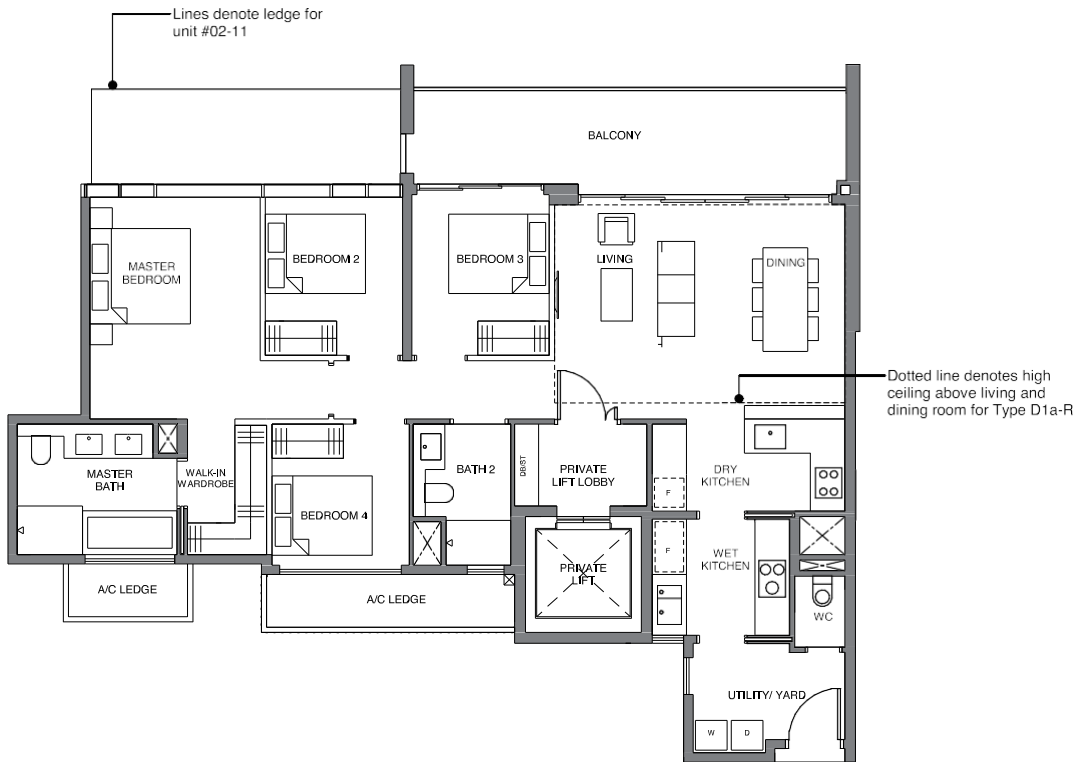 Lines denote ledge for
unit #02-11
BALCONY
MASTER
BEDROOM
BEDROOM 2
BEDROOM 3
LIVING
DINING
Dotted line denotes high
ceiling above living and
dining room for Type D1a-R
MASTER
BATH
WALK-IN
WARDROBE
BEDROOM 4
BATH 2
DB/ST
PRIVATE
LIFT LOBBY
DRY
KITCHEN
F
F
WET
KITCHEN
PRIVATE
LIFT
A/C LEDGE
A/C LEDGE
WC
UTILITY/ YARD
W
D